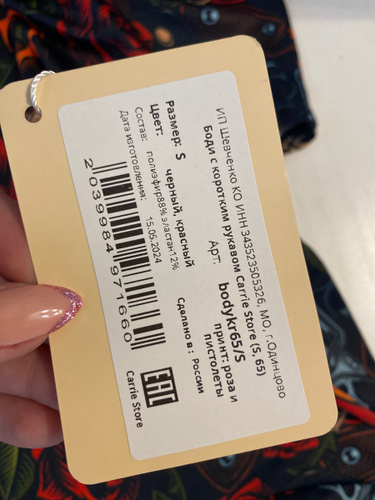 ИП Шевченко КО ИНН 343523505326, МО, г.Одинцово
Боди с коротким рукавом Carrie Store (S, 65)
Арт. bodykr65/S
принт: роза и
пистолеты
Размер: S
Цвет: черный, красный
Состав: полиэфир88% эластан12%
Дата изготовления: 15.05.2024
Сделано в: России
2039984971660
EAC
Carrie Store